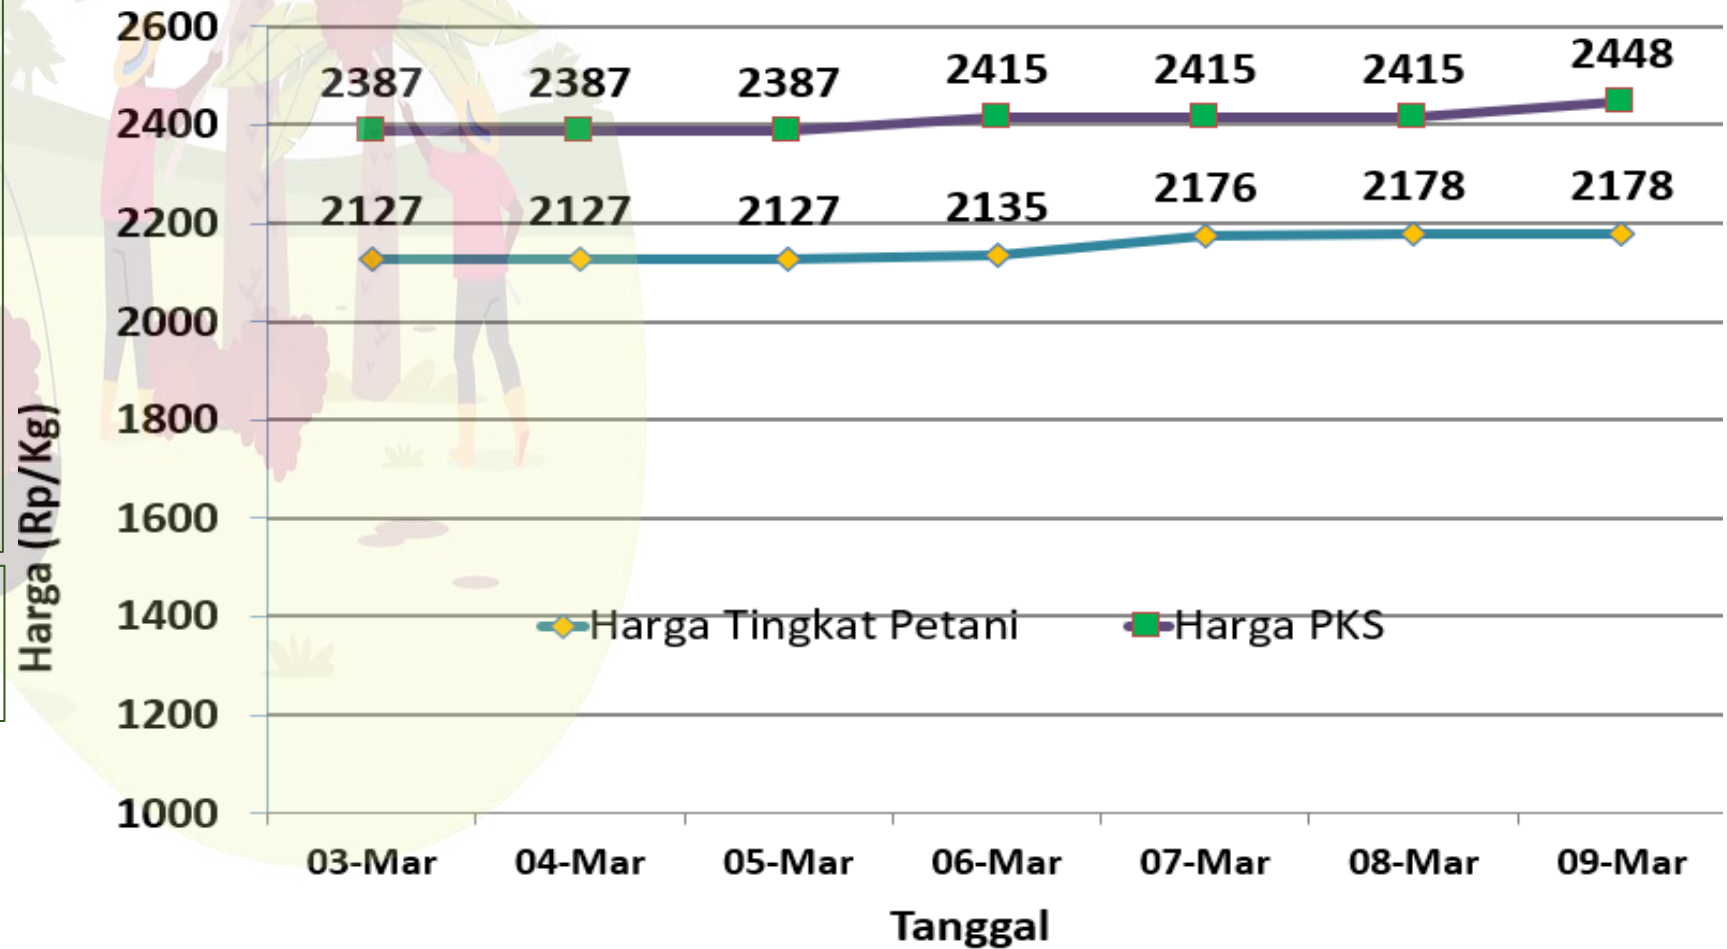 2600
2400
2200
2000
1800
1600
1400
1200
1000
Harga (Rp/Kg)
2387 2387 2387 2415 2415 2415 2448
2127 2127 2127 2135 2176 2178 2178
Harga Tingkat Petani Harga PKS
03-Mar 04-Mar 05-Mar 06-Mar 07-Mar 08-Mar 09-Mar
Tanggal